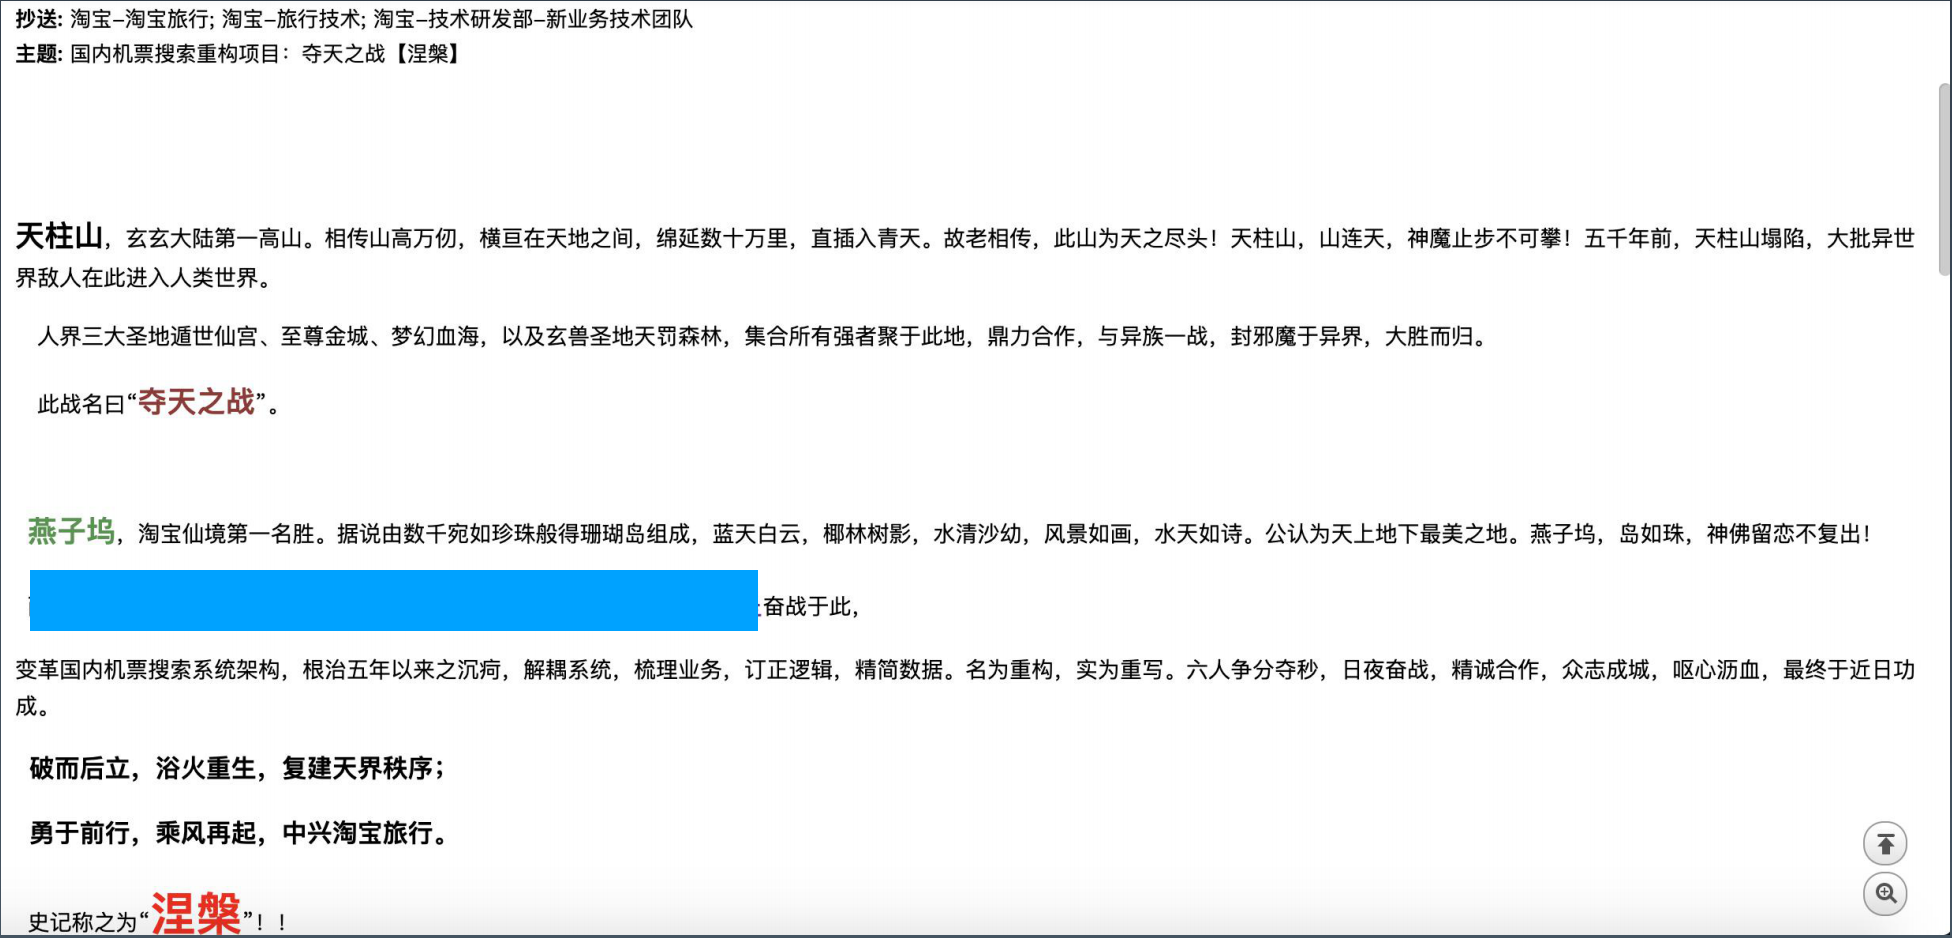 抄送: 淘宝-淘宝旅行; 淘宝-旅行技术; 淘宝-技术研发部-新业务技术团队
主题: 国内机票搜索重构项目：夺天之战【涅槃】
天柱山，玄玄大陆第一高山。相传山高万仞，横亘在天地之间，绵延数十万里，直插入青天。故老相传，此山为天之尽头！天柱山，山连天，神魔止步不可攀！五千年前，天柱山塌陷，大批异世
界敌人在此进入人类世界。
人界三大圣地遁世仙宫、至尊金城、梦幻血海，以及玄兽圣地天罚森林，集合所有强者聚于此地，鼎力合作，与异族一战，封邪魔于异界，大胜而归。
此战名曰“夺天之战”。
燕子坞，淘宝仙境第一名胜。据说由数千宛如珍珠般得珊瑚岛组成，蓝天白云，椰林树影，水清沙幼，风景如画，水天如诗。公认为天上地下最美之地。燕子坞，岛如珠，神佛留恋不复出！
奋战于此，
变革国内机票搜索系统架构，根治五年以来之沉疴，解耦系统，梳理业务，订正逻辑，精简数据。名为重构，实为重写。六人争分夺秒，日夜奋战，精诚合作，众志成城，呕心沥血，最终于近日功
成。
破而后立，浴火重生，复建天界秩序；
勇于前行，乘风再起，中兴淘宝旅行。
史记称之为“涅槃”！！